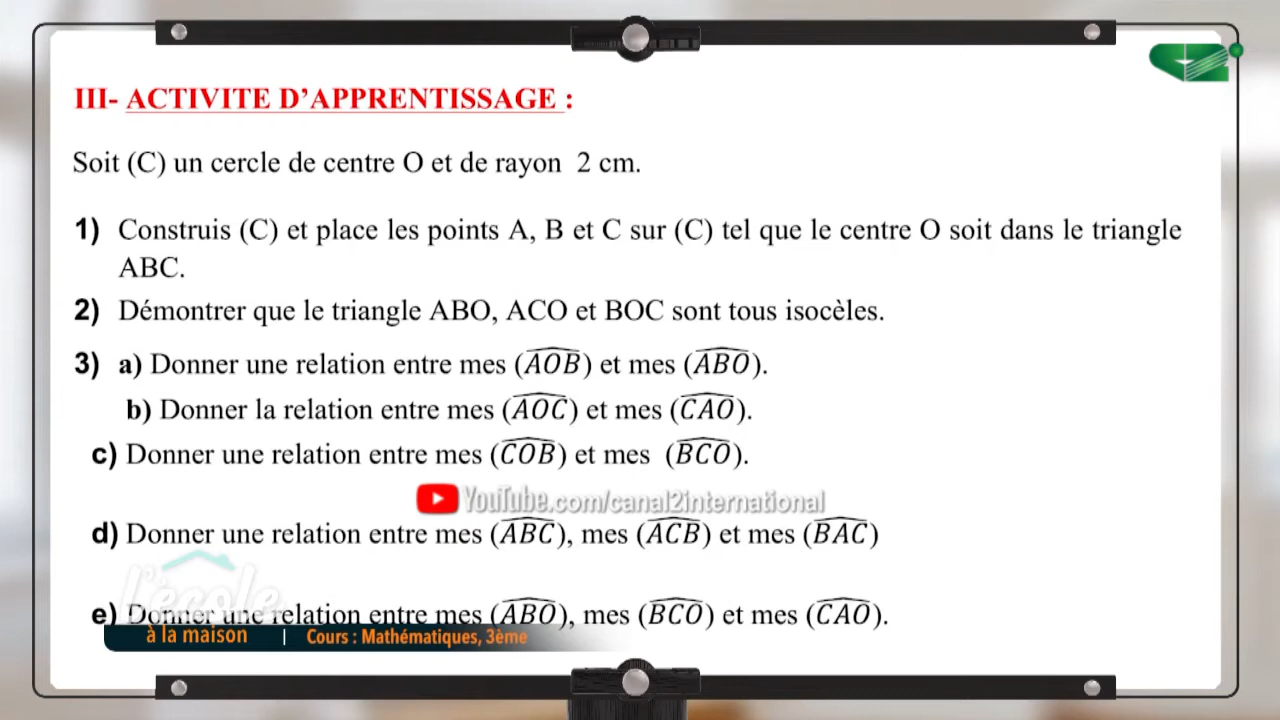 III- ACTIVITE D’APPRENTISSAGE :
Soit (C) un cercle de centre O et de rayon 2 cm.
1) Construis (C) et place les points A, B et C sur (C) tel que le centre O soit dans le triangle
ABC.
2) Démontrer que le triangle ABO, ACO et BOC sont tous isocèles.
3) a) Donner une relation entre mes (AOB) et mes (ABO).
b) Donner la relation entre mes (AOC) et mes (CAO).
c) Donner une relation entre mes (COB) et mes (BCO).
YouTube.com/canal2international
d) Donner une relation entre mes (ABC), mes (ACB) et mes (BAC)
l'école
e) Donner une relation entre mes (ABO), mes (BCO) et mes (CAO).
à la maison | Cours : Mathématiques, 3ème